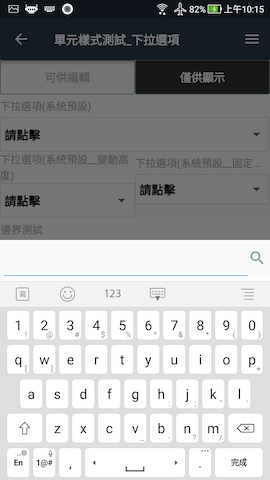 82% 上午10:15
單元樣式測試_下拉選項
可供編輯 僅供顯示
下拉選項(系統預設)
請點擊
下拉選項(系統預設__變動高度) 下拉選項(系統預設__固定...
請點擊 請點擊
邊界測試
123
1 2 3 4 5 6 7 8 9 0
! @ # $ % ^ & * ( )
q w e r t y u i o p
a s d f g h j k l
z x c v b n m
En 1@# , . 完成